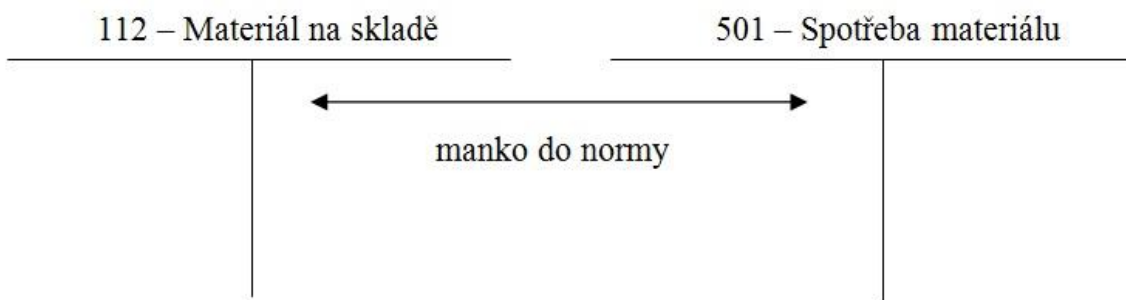 112 – Materiál na skladě
501 – Spotřeba materiálu
manko do normy